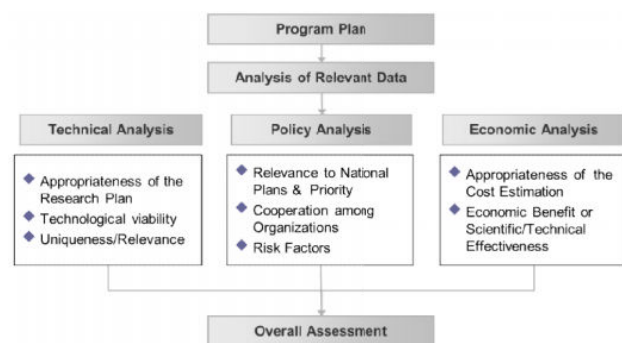 Program Plan
Analysis of Relevant Data
Technical Analysis
Policy Analysis
Economic Analysis
Appropriateness of the
Research Plan
Technological viability
Uniqueness/Relevance
Relevance to National
Plans & Priority
Cooperation among
Organizations
Risk Factors
Appropriateness of the
Cost Estimation
Economic Benefit or
Scientific/Technical
Effectiveness
Overall Assessment